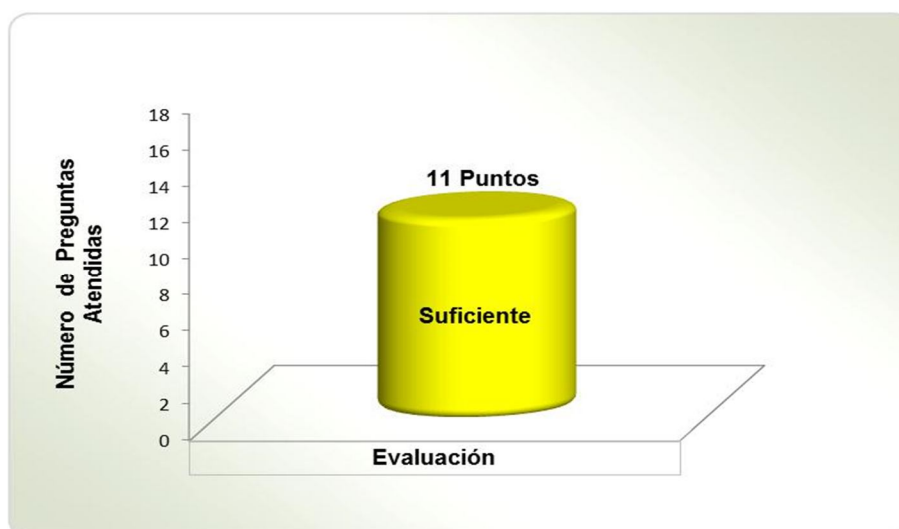 Número de Preguntas
Atendidas
18
16
14
12
10
8
6
4
2
0
11 Puntos
Suficiente
Evaluación